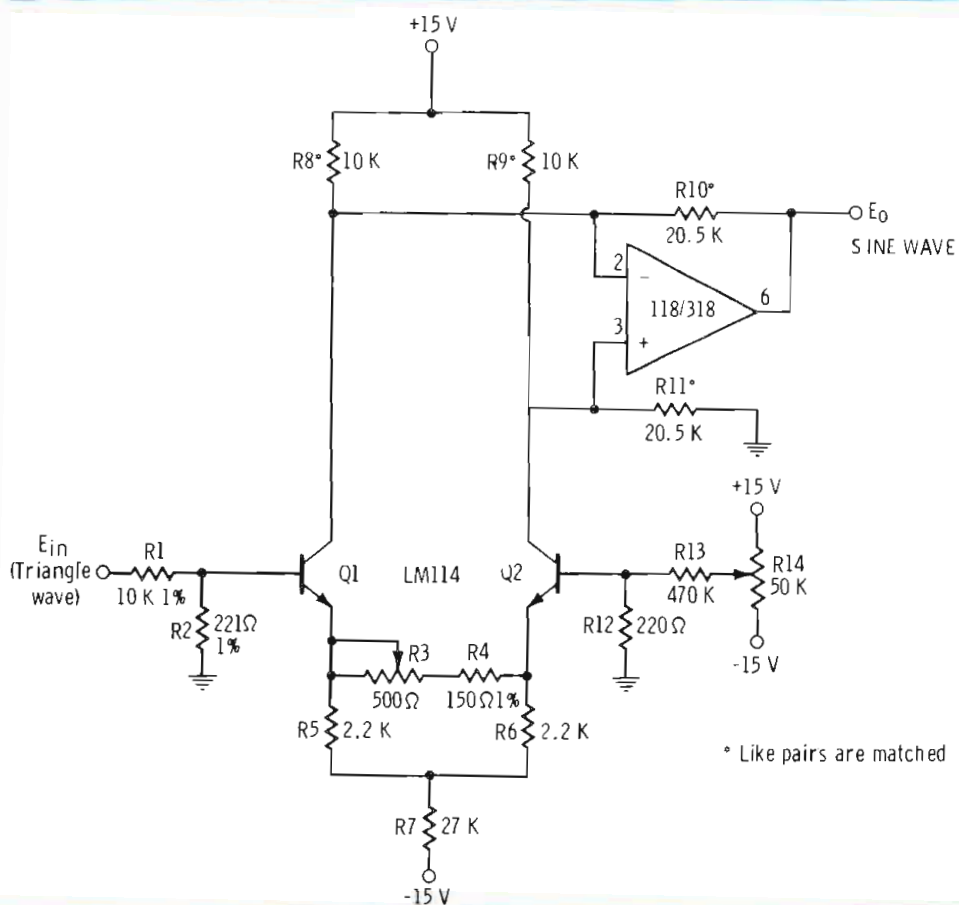 +15 V
R8° 10 K
R9° 10 K
R10°
20.5 K
Eo
SINE WAVE
2
−
118/318
6
3
+
R11°
20.5 K
+15 V
Ein
(Triangle
wave)
R1
10 K 1%
Q1
LM114
Q2
R13
470 K
R14
50 K
R2
221Ω
1%
R12
220Ω
-15 V
R3
500Ω
R4
150Ω1%
R5
2.2 K
R6
2.2 K
° Like pairs are matched
R7
27 K
-15 V